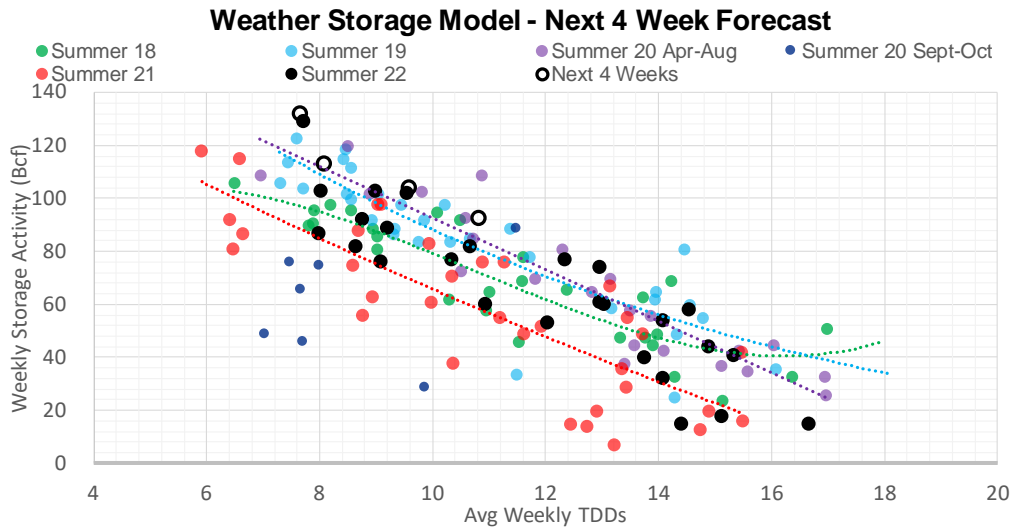 Weather Storage Model - Next 4 Week Forecast
Summer 18 Summer 19 Summer 20 Apr-Aug Summer 20 Sept-Oct
Summer 21 Summer 22 Next 4 Weeks
140
120
100
80
60
40
20
0
Weekly Storage Activity (Bcf)
4 6 8 10 12 14 16 18 20
Avg Weekly TDDs